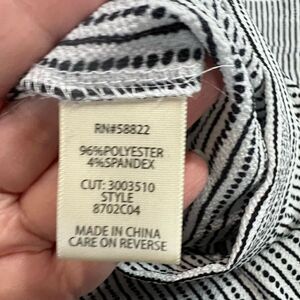 RN#58822
96%POLYESTER
4%SPANDEX
CUT: 3003510
STYLE
8702C04
MADE IN CHINA
CARE ON REVERSE